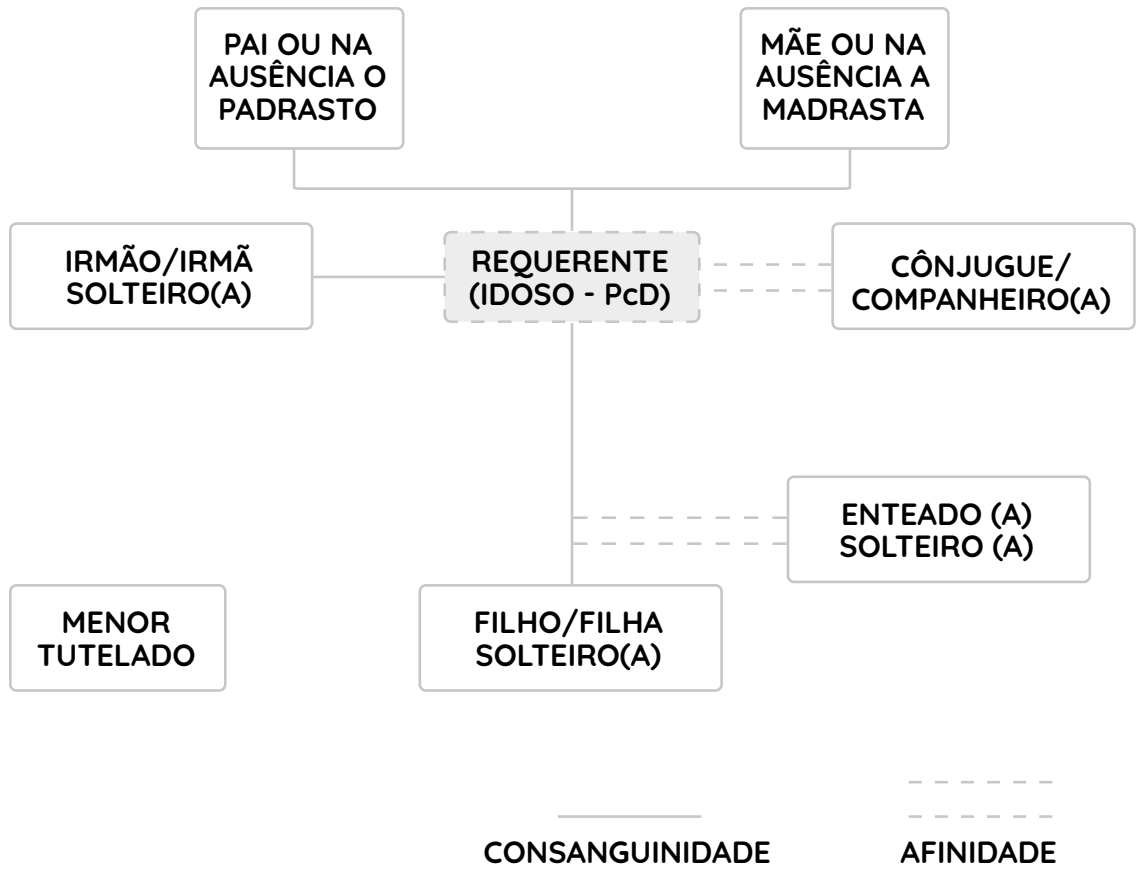 PAI OU NA
AUSÊNCIA O
PADRASTO
MÃE OU NA
AUSÊNCIA A
MADRASTA
IRMÃO/IRMÃ
SOLTEIRO(A)
REQUERENTE
(IDOSO - PcD)
CÔNJUGUE/
COMPANHEIRO(A)
ENTEADO (A)
SOLTEIRO (A)
MENOR
TUTELADO
FILHO/FILHA
SOLTEIRO(A)
CONSANGUINIDADE
AFINIDADE